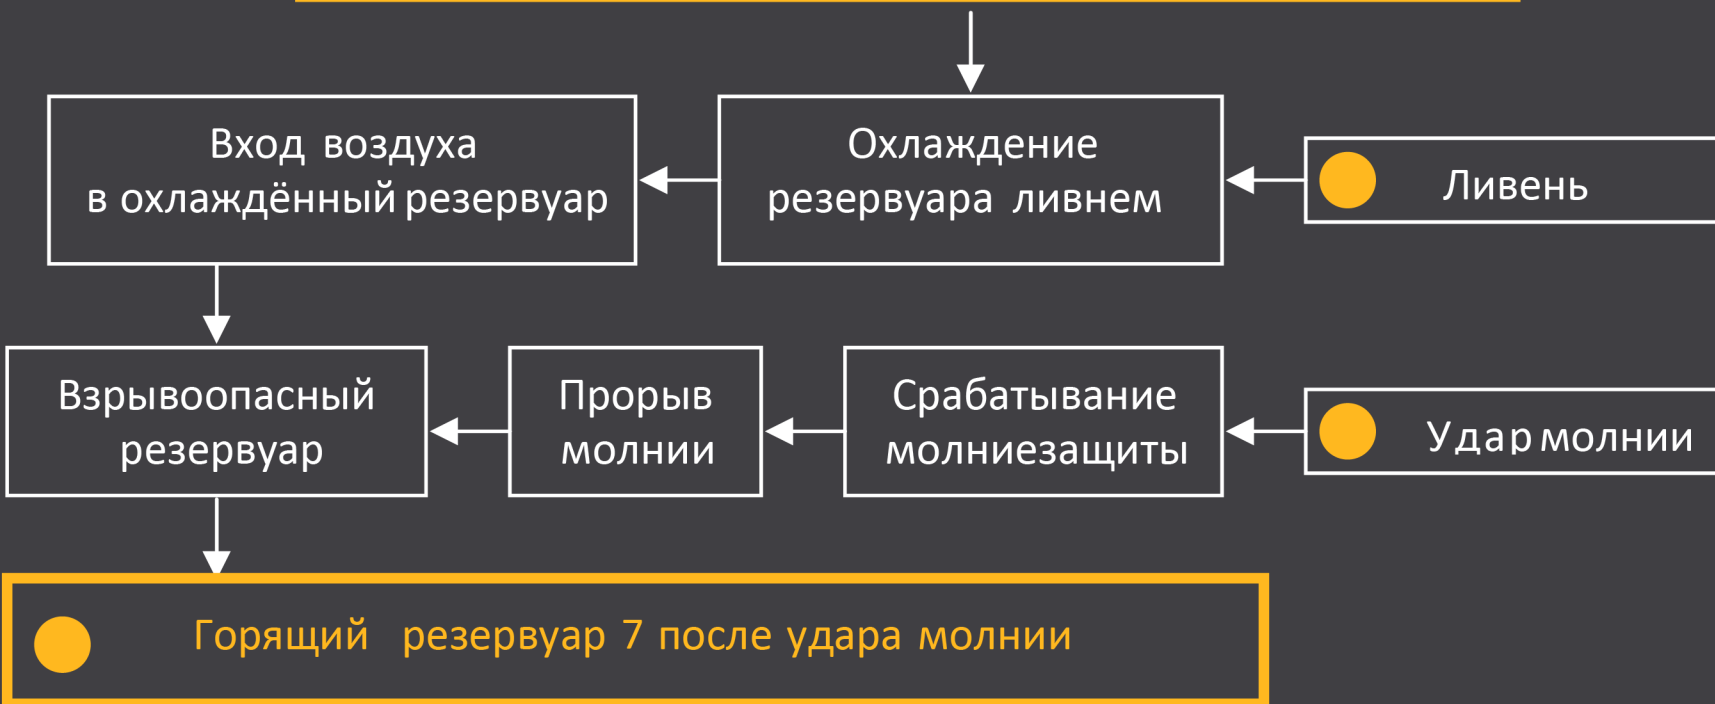 Вход воздуха
в охлаждённый резервуар
Охлаждение
резервуара ливнем
Ливень
Взрывоопасный
резервуар
Прорыв
молнии
Срабатывание
молниезащиты
Удар молнии
Горящий резервуар 7 после удара молнии